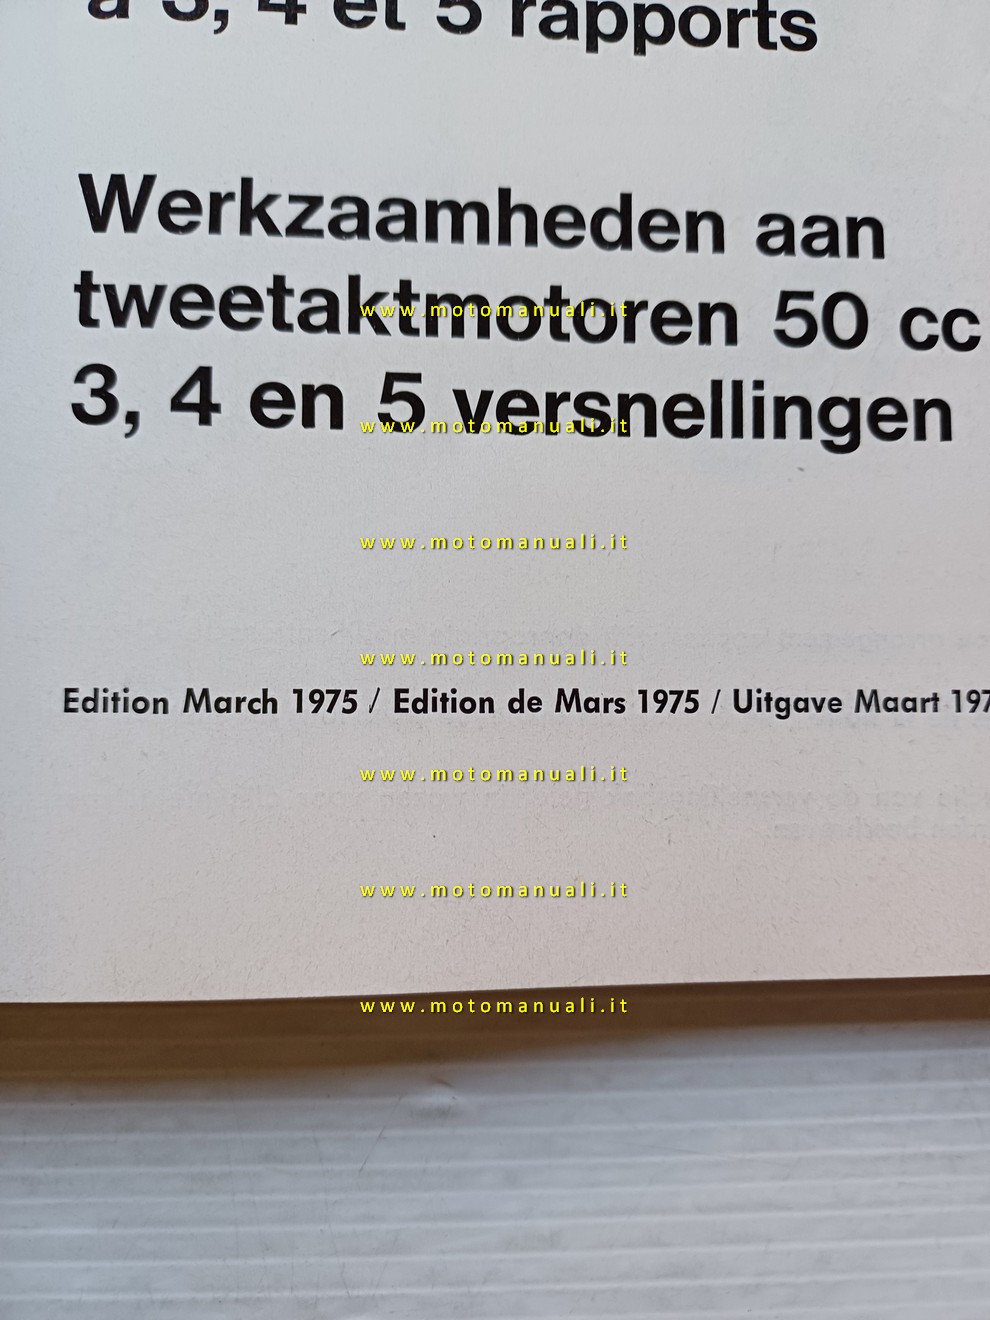 à 3, 4 et 5 rapports
Werkzaamheden aan
tweetaktmotoren 50 cc
www.motomanuali.it
3, 4 en 5 versnellingen
www.motomanuali.it
www.motomanuali.it
www.motomanuali.it
Edition March 1975 / Edition de Mars 1975 / Uitgave Maart 197
www.motomanuali.it
www.motomanuali.it
www.motomanuali.it